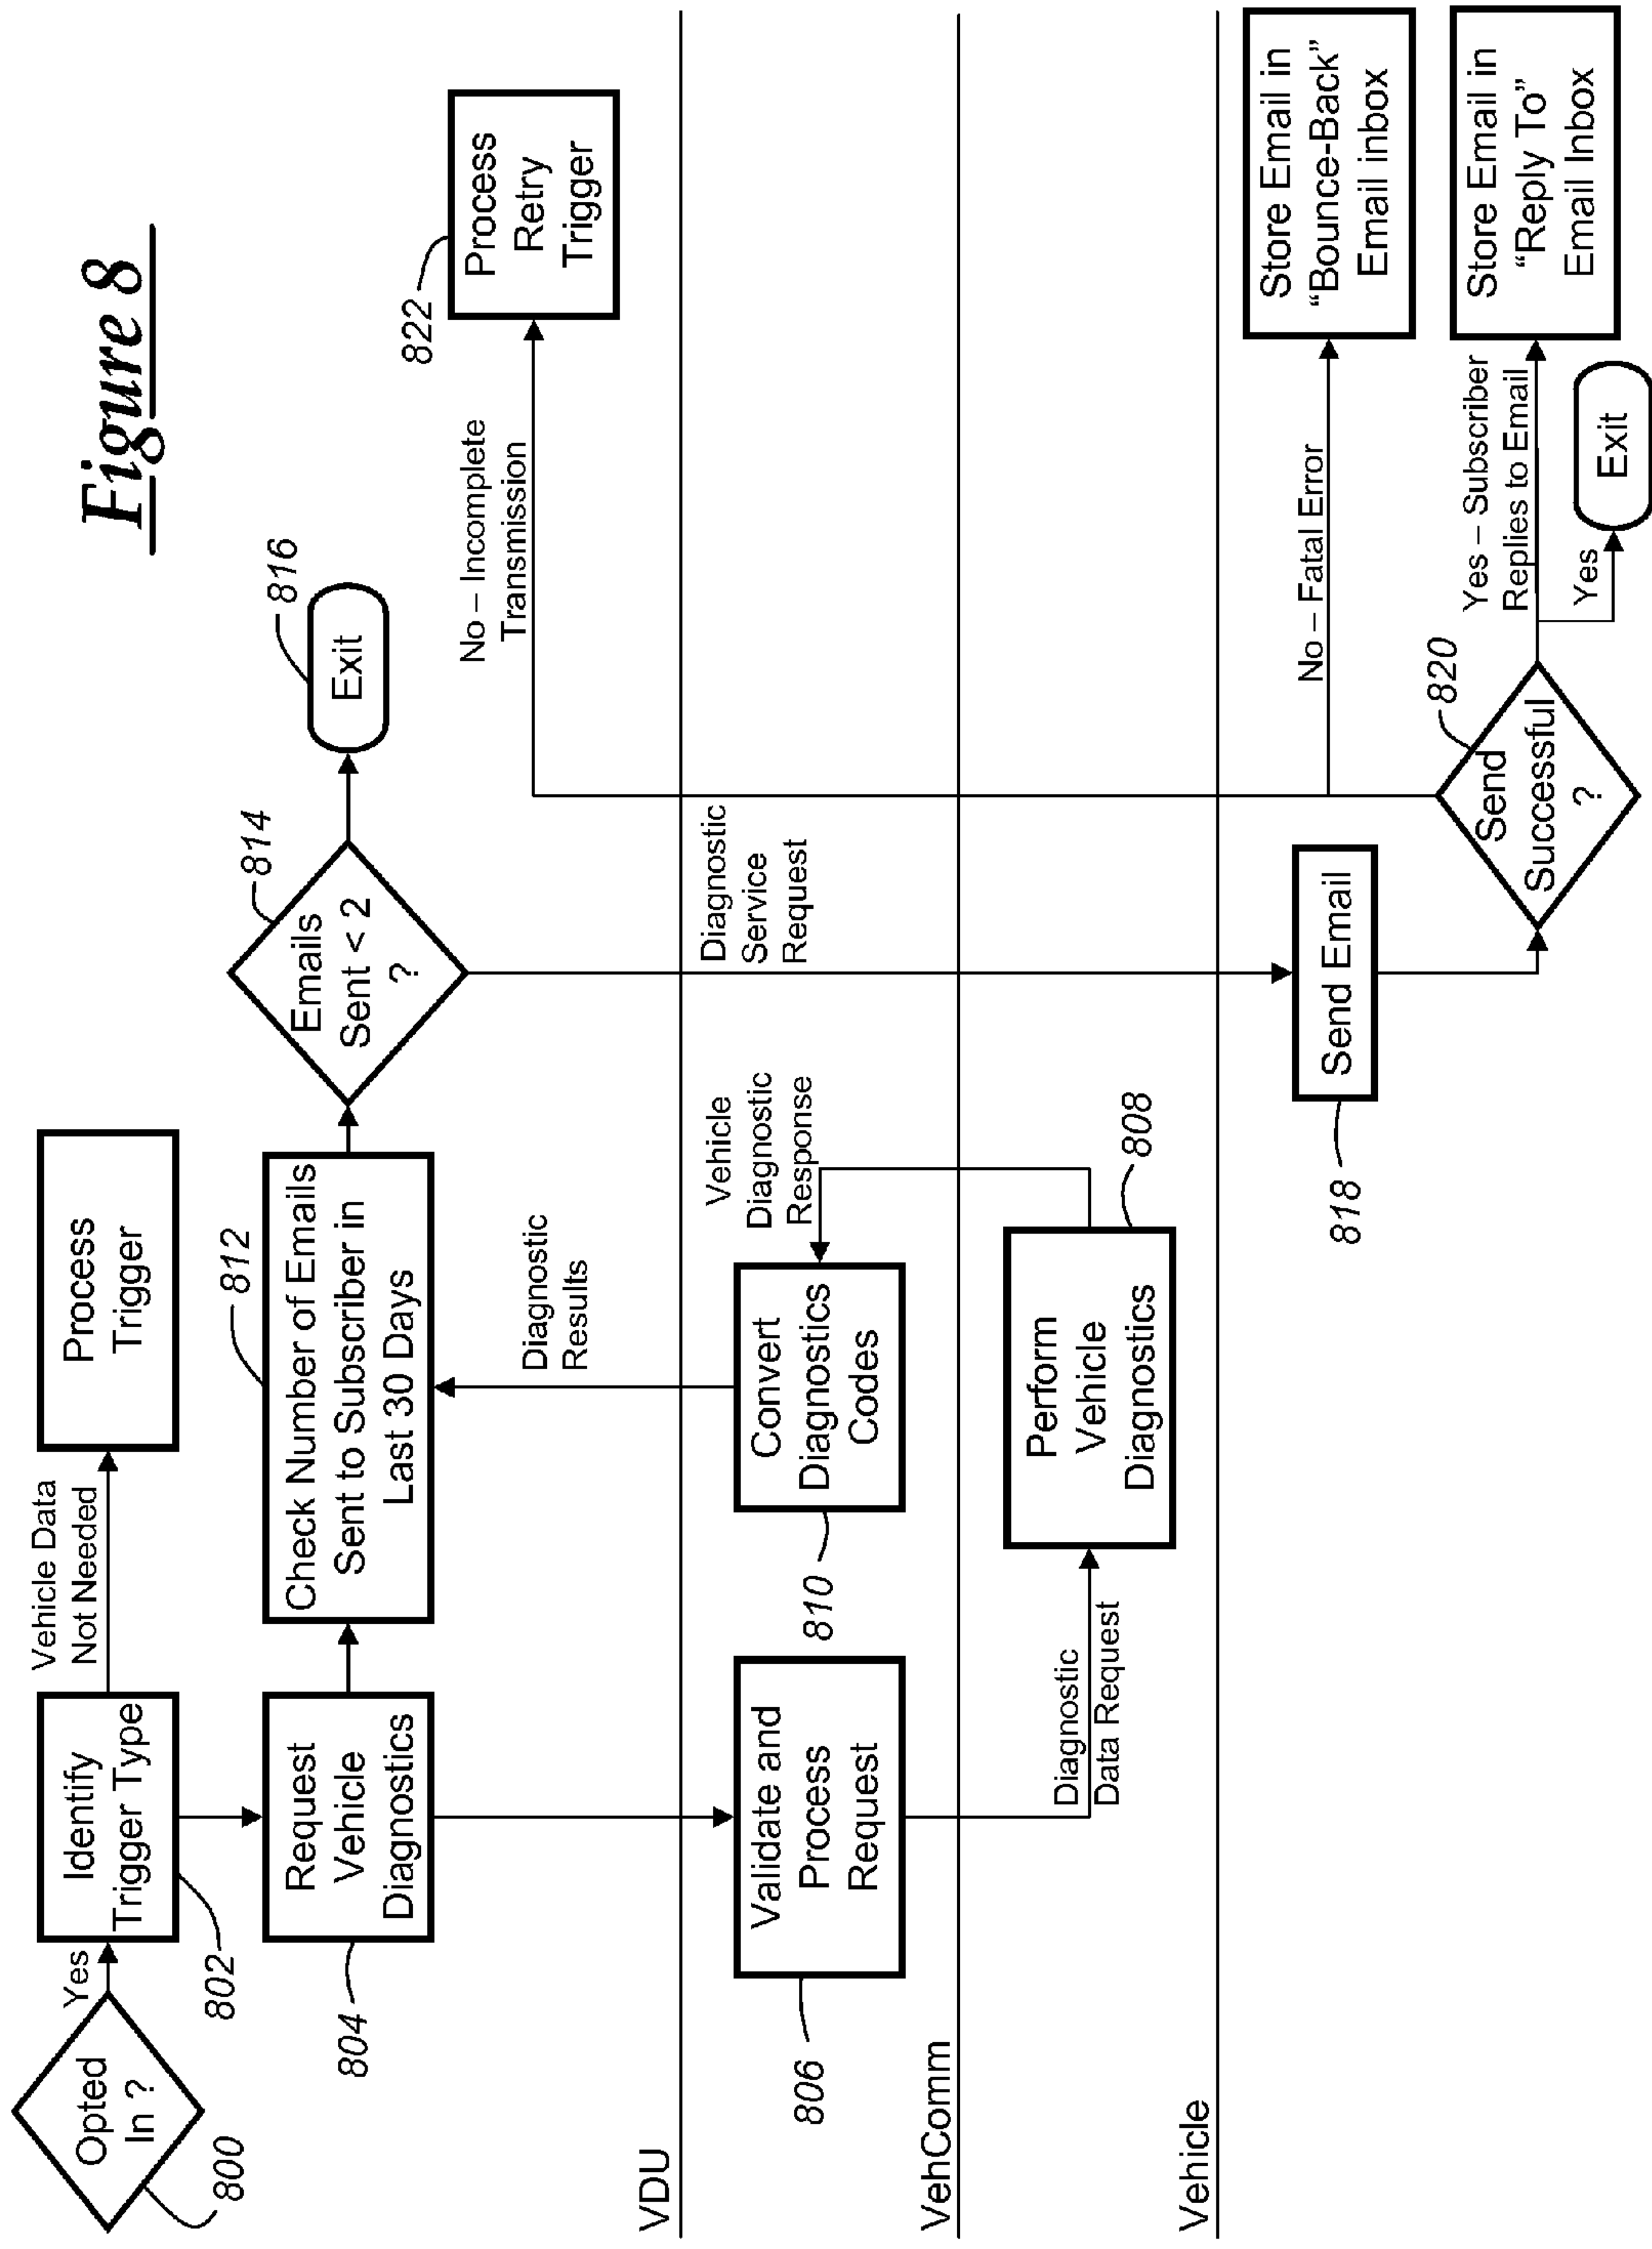 Figure 8
Opted
In ?
800
Yes
Identify
Trigger Type
802
Vehicle Data
Not Needed
Process
Trigger
Request
Vehicle
Diagnostics
804
Check Number of Emails
Sent to Subscriber in
Last 30 Days
812
Emails
Sent < 2
?
814
Exit
816
No – Incomplete
Transmission
Process
Retry
Trigger
822
Diagnostic
Results
Diagnostic
Service
Request
VDU
Validate and
Process
Request
806
Convert
Diagnostics
Codes
810
Vehicle
Diagnostic
Response
VehComm
Diagnostic
Data Request
Perform
Vehicle
Diagnostics
808
Vehicle
Send Email
818
Send
Successful
?
820
No – Fatal Error
Store Email in
“Bounce-Back”
Email inbox
Yes – Subscriber
Replies to Email
Store Email in
“Reply To”
Email Inbox
Yes
Exit